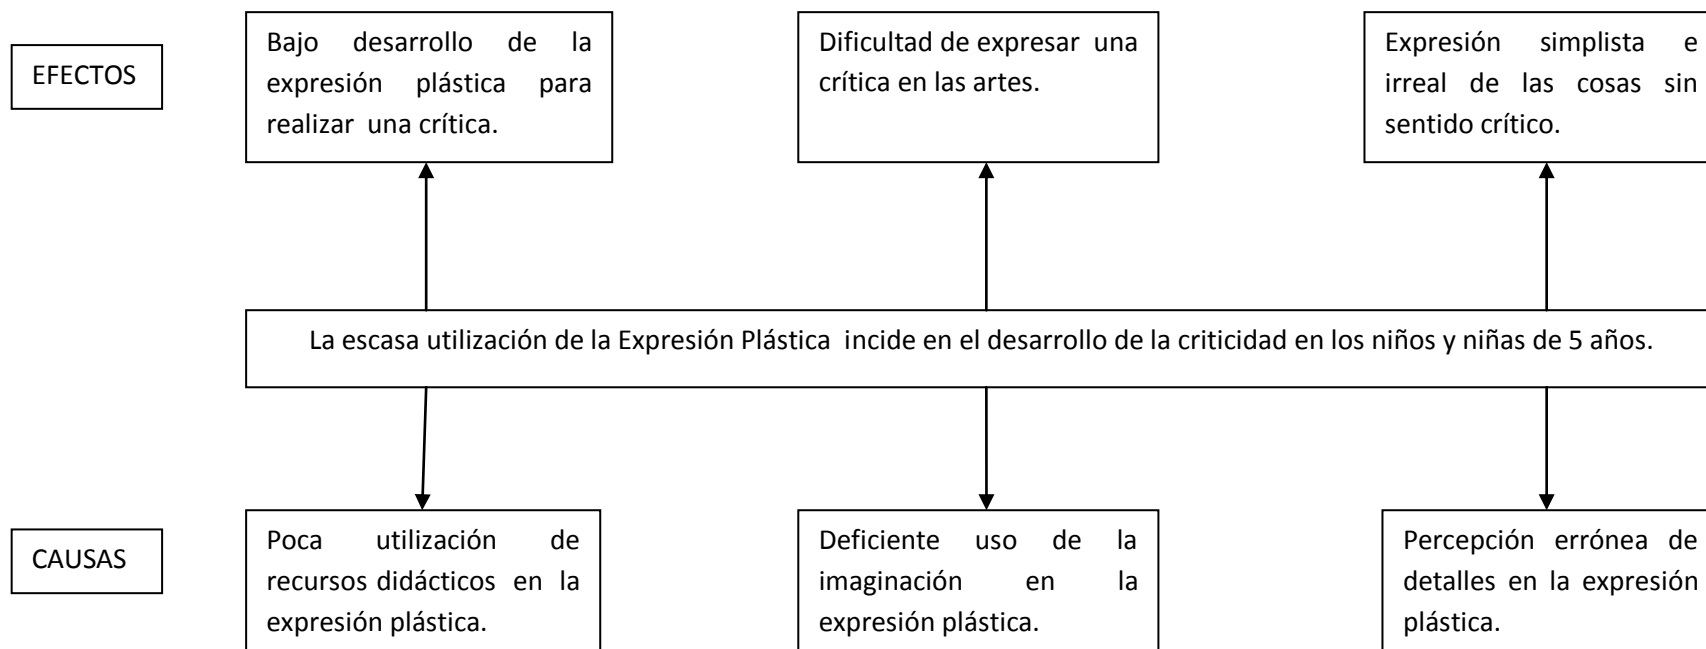 EFECTOS
Bajo desarrollo de la
expresión plástica para
realizar una crítica.
Dificultad de expresar una
crítica en las artes.
Expresión simplista e
irreal de las cosas sin
sentido crítico.
La escasa utilización de la Expresión Plástica incide en el desarrollo de la criticidad en los niños y niñas de 5 años.
CAUSAS
Poca utilización de
recursos didácticos en la
expresión plástica.
Deficiente uso de la
imaginación en la
expresión plástica.
Percepción errónea de
detalles en la expresión
plástica.